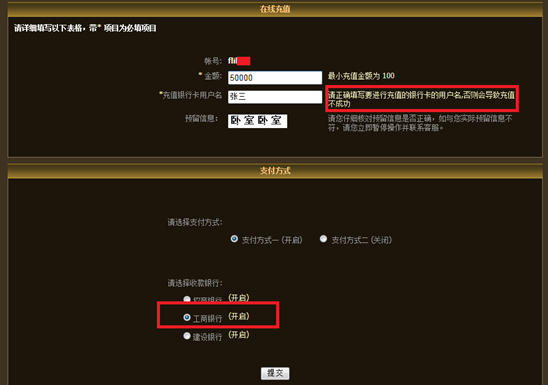 在线充值
请详细填写以下表格，带* 项目为必填项目
帐号: flil
* 金额: 50000 最小充值金额为 100
*充值银行卡用户名 张三 请正确填写要进行充值的银行卡的用户名,否则会导致充值
不成功
预留信息: 卧室卧室 请您仔细核对预留信息是否正确，如与您实际预留信息不
符，请您立即暂停操作并联系客服。
支付方式
请选择支付方式:
支付方式一 (开启) 支付方式二 (关闭)
请选择收款银行:
招商银行 (开启)
工商银行 (开启)
建设银行 (开启)
提交